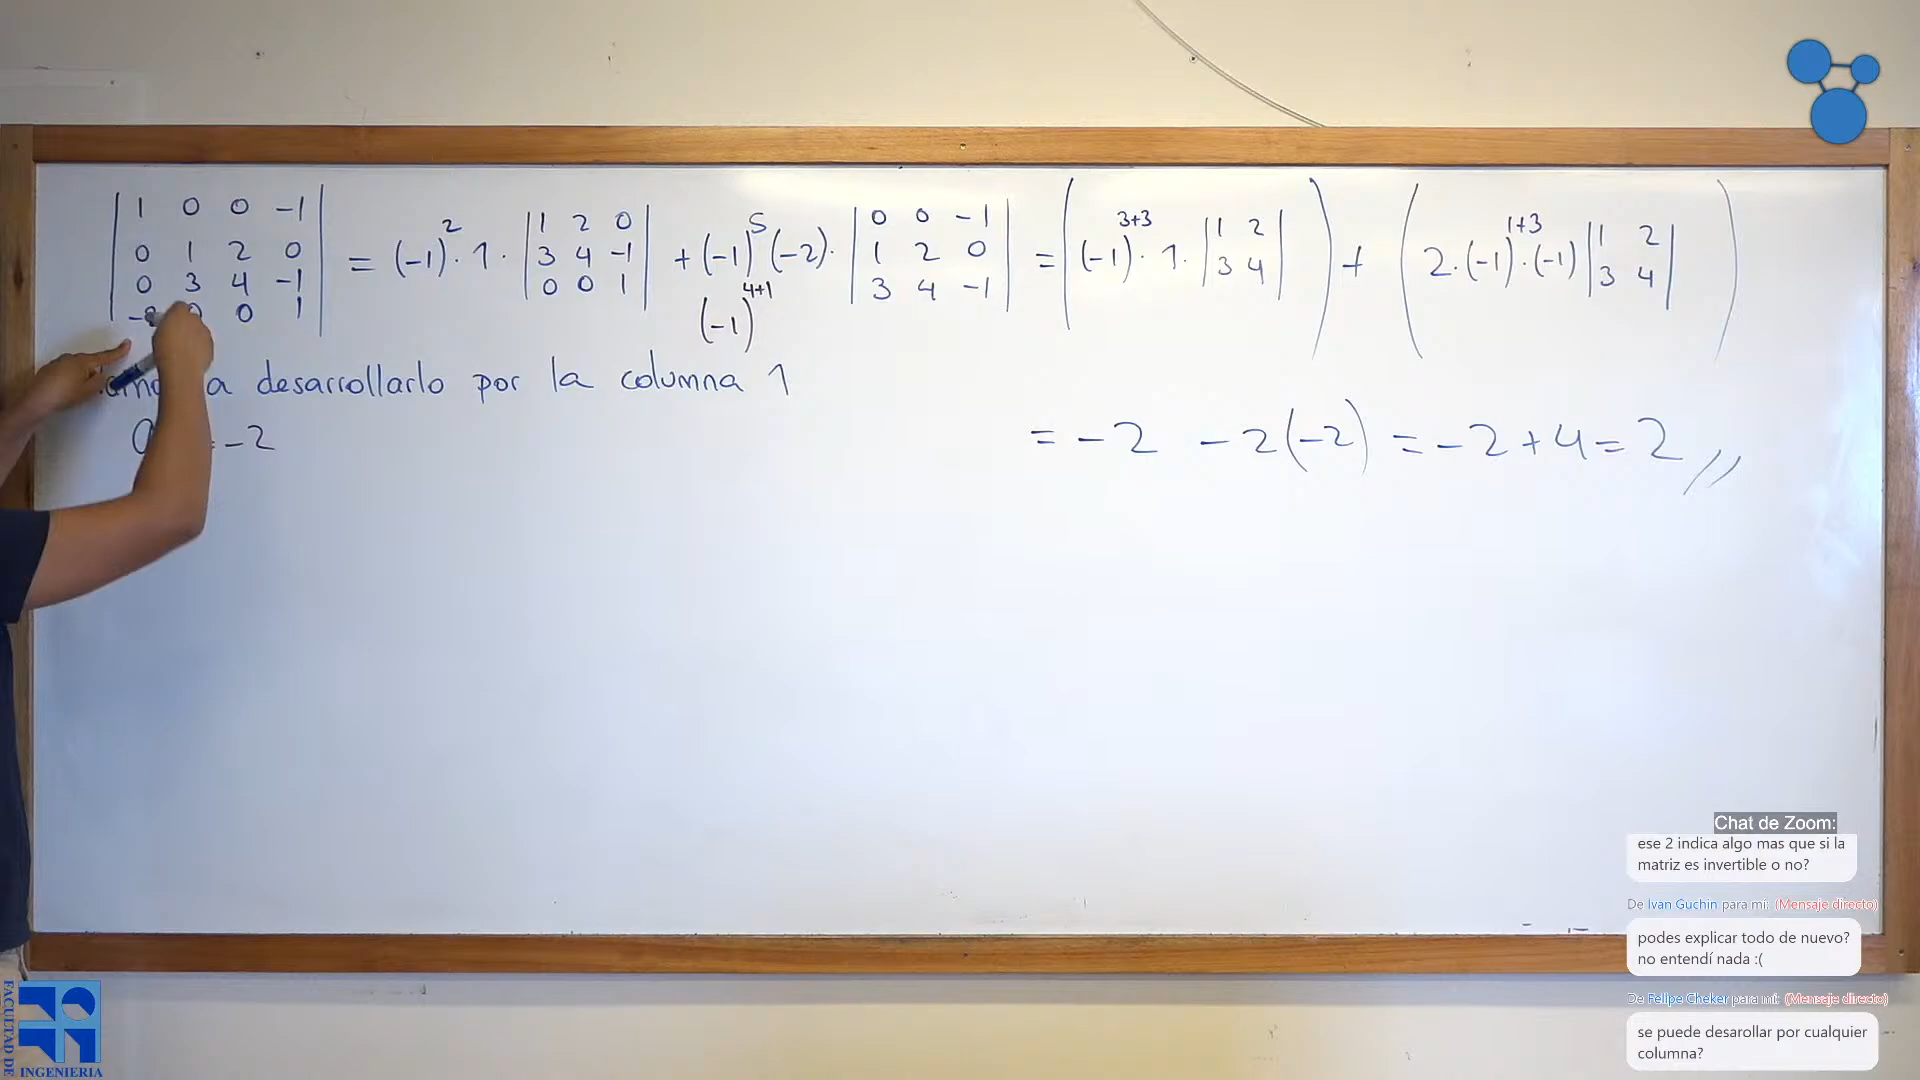 | 1 0 0 -1 |
| 0 1 2 0 |
| 0 3 4 -1 |
0 1 |
= (-1)^2 · 1 · | 1 2 0 |
| 3 4 -1 |
| 0 0 1 |
+ (-1)^5 (-2) · | 0 0 -1 |
| 1 2 0 |
| 3 4 -1 |
(-1)^4+1
= ( (-1)^3+3 · 1 · | 1 2 |
| 3 4 | )
+ ( 2 · (-1)^1+3 · (-1) | 1 2 |
| 3 4 | )
a desarrollarlo por la columna 1
= -2
= -2 -2(-2) = -2+4 = 2 //
Chat de Zoom:
ese 2 indica algo mas que si la
matriz es invertible o no?
De Ivan Guchin para mí: (Mensaje directo)
podes explicar todo de nuevo?
no entendí nada :(
De Felipe Cheker para mí: (Mensaje directo)
se puede desarollar por cualquier
columna?
FACULTAD DE
INGENIERIA